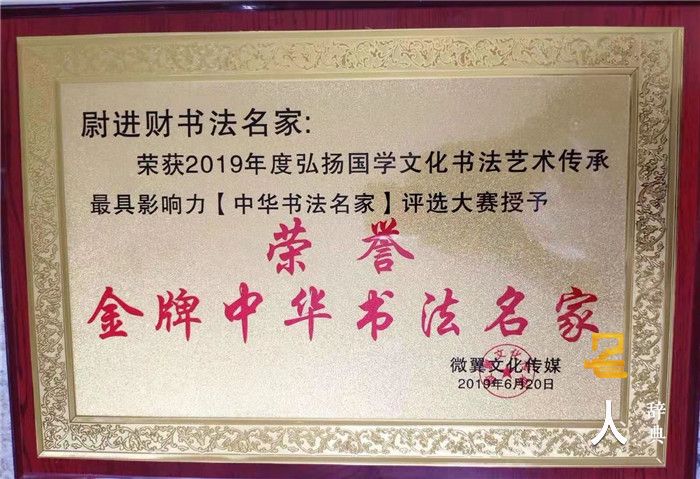 尉进财书法名家:
荣获2019年度弘扬国学文化书法艺术传承
最具影响力【中华书法名家】评选大赛授予
荣誉
金牌中华书法名家
微翼文化传媒
2019年6月20日
名人
辞典